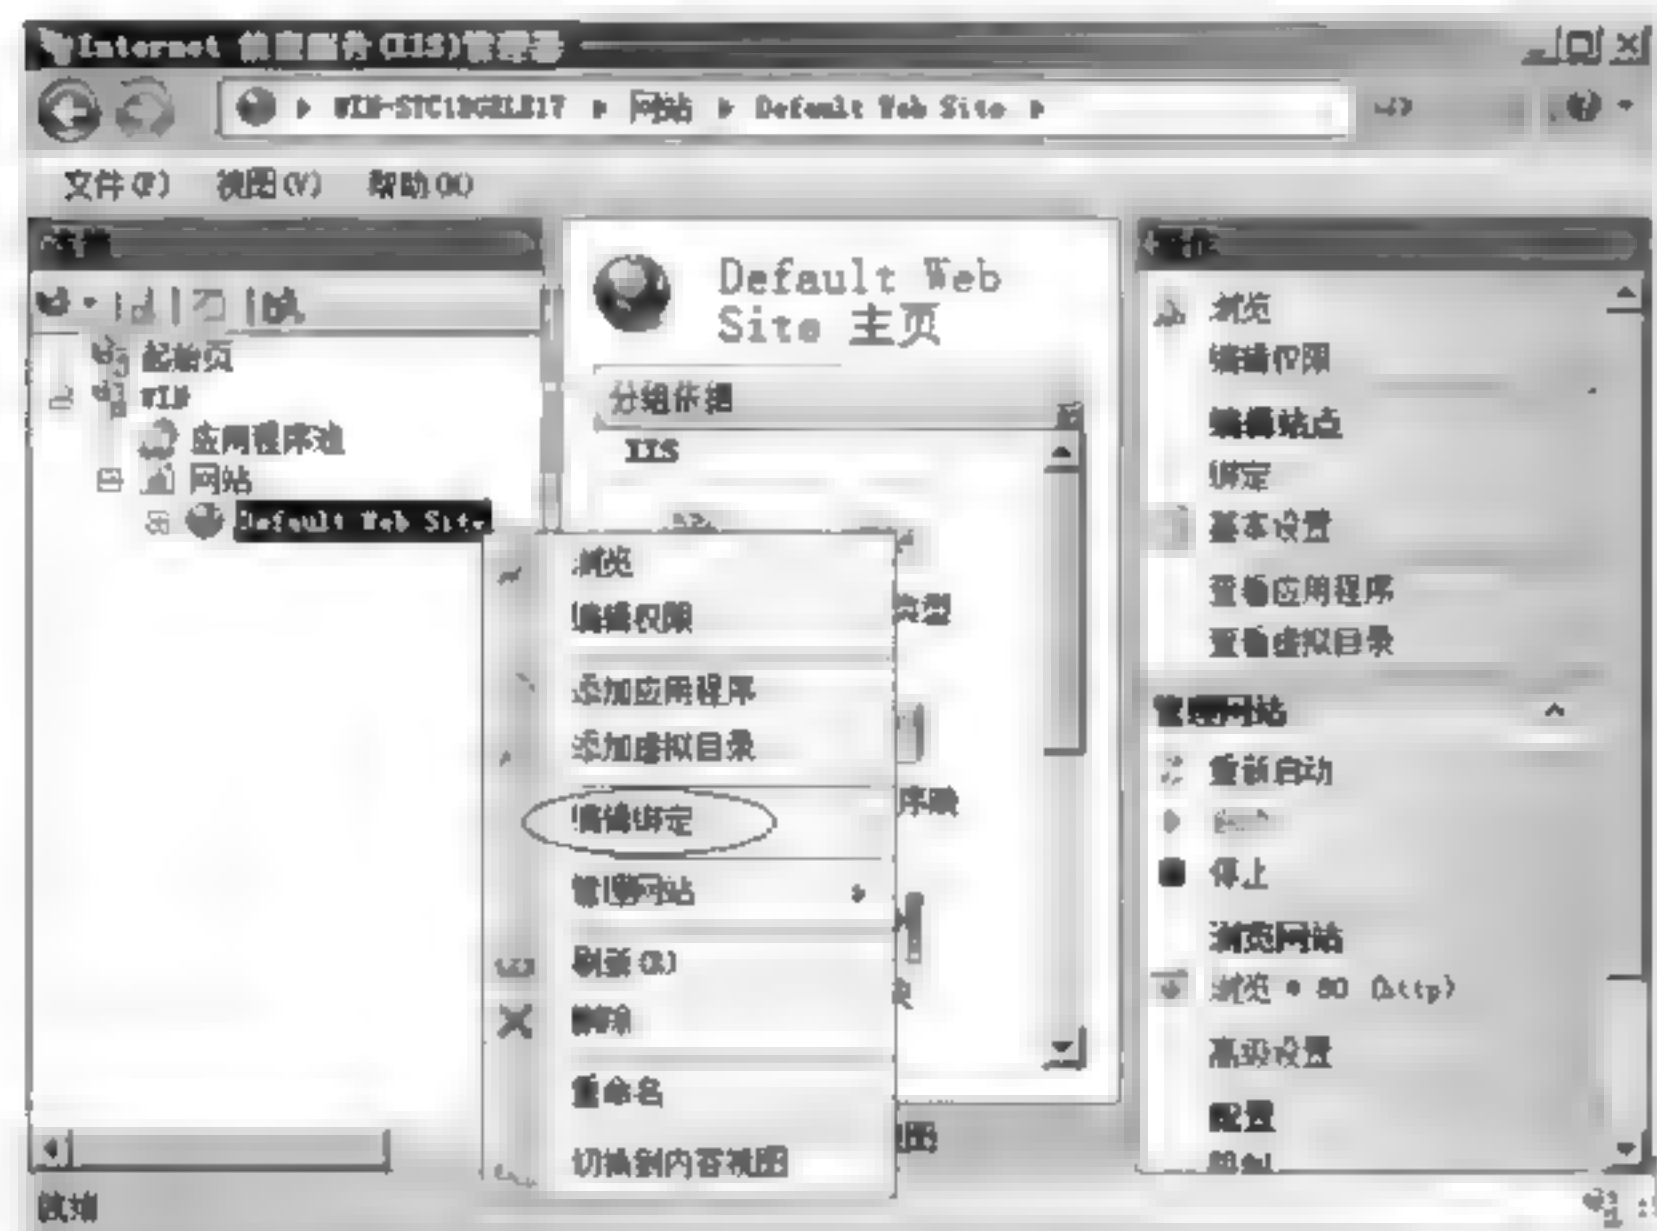 Internet 信息服务(IIS)管理器
网站 Default Web Site
文件(F) 视图(V) 帮助(H)
起始页
WIN
应用程序池
网站
Default Web Site
Default Web
Site 主页
分组依据
IIS
类型
序映
浏览
编辑权限
添加应用程序
添加虚拟目录
编辑绑定
管理网站
刷新(R)
删除
重命名
切换到内容视图
浏览
编辑权限
编辑站点
绑定
基本设置
查看应用程序
查看虚拟目录
管理网站
重新启动
停止
浏览网站
浏览 * 80 (http)
高级设置
配置
就绪